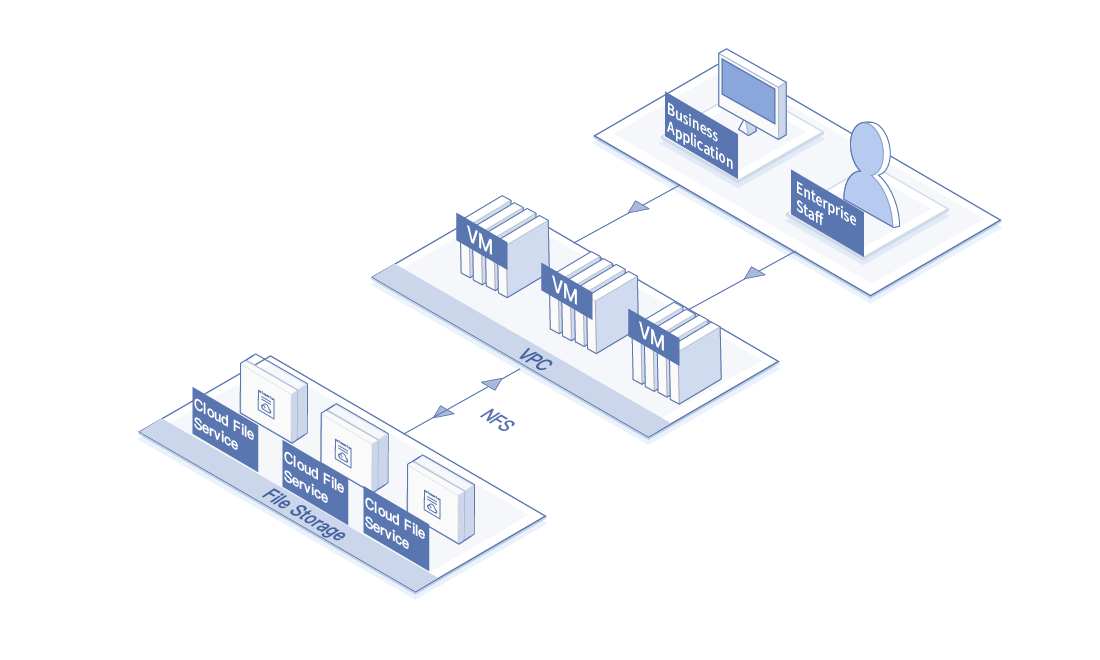 Business
Application
Enterprise
Staff
VM
VM
VM
VPC
NFS
Cloud File
Service
Cloud File
Service
Cloud File
Service
File Storage